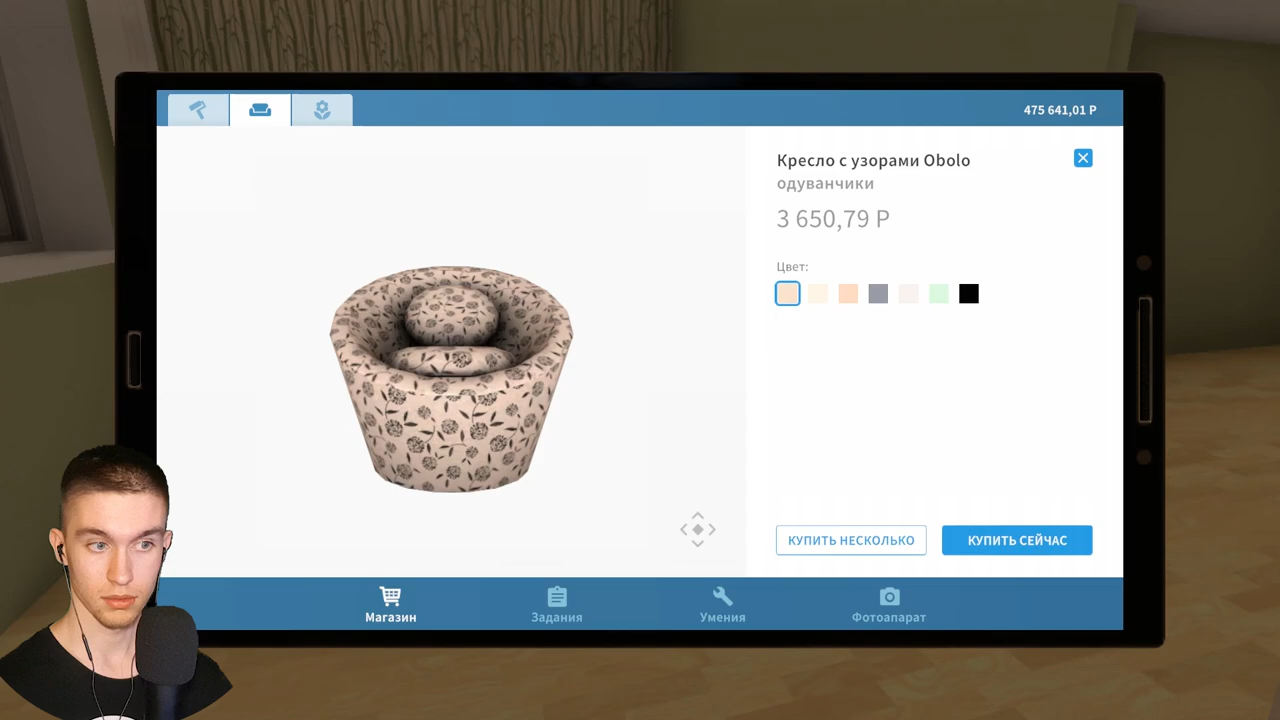 475 641,01 Р
Кресло с узорами Obolo
одуванчики
3 650,79 Р
Цвет:
КУПИТЬ НЕСКОЛЬКО
КУПИТЬ СЕЙЧАС
Магазин
Задания
Умения
Фотоапарат